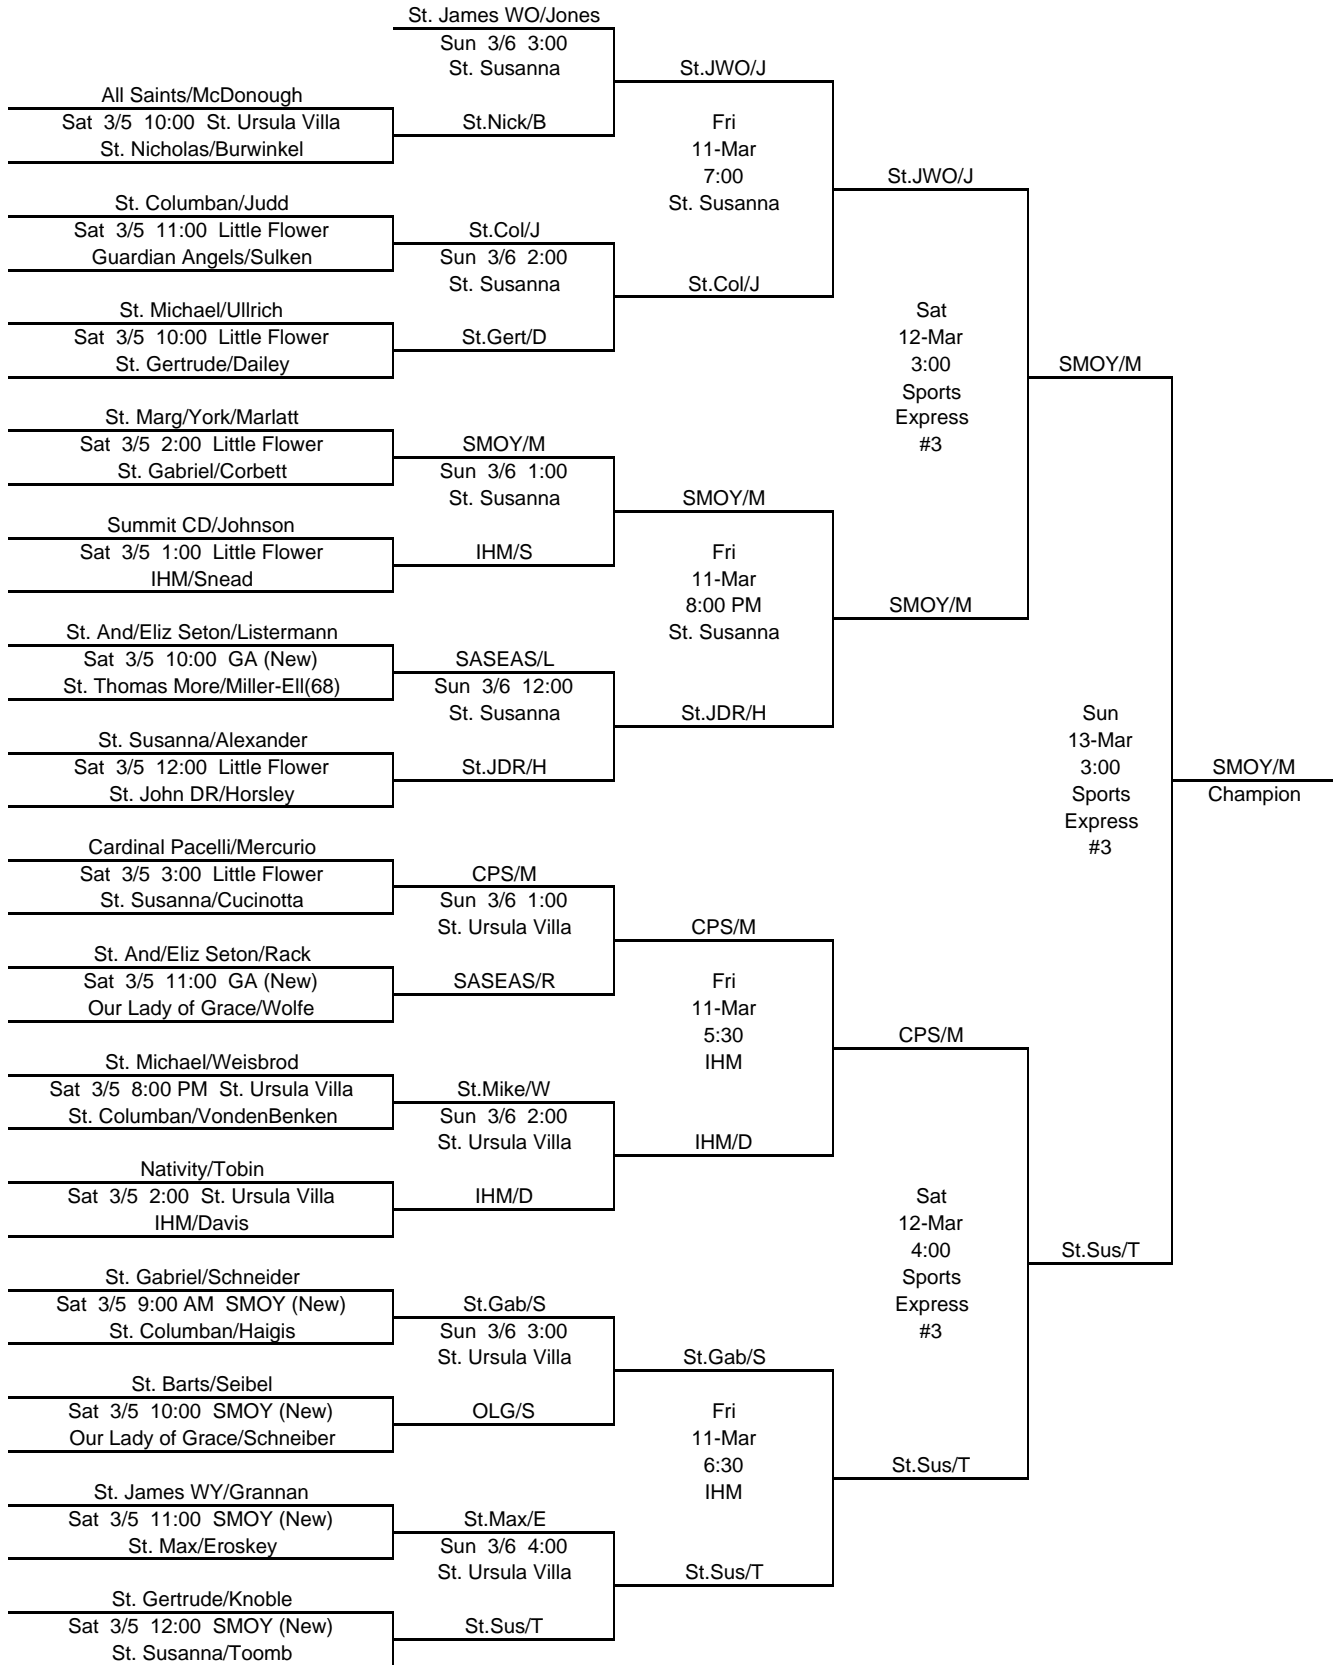 St. James WO/Jones
Sun 3/6 3:00
St. Susanna
St.JWO/J
All Saints/McDonough
Sat 3/5 10:00 St. Ursula Villa
St. Nicholas/Burwinkel
St.Nick/B
Fri
11-Mar
7:00
St. Susanna
St.JWO/J
St. Columban/Judd
Sat 3/5 11:00 Little Flower
Guardian Angels/Sulken
St.Col/J
Sun 3/6 2:00
St. Susanna
St.Col/J
St. Michael/Ullrich
Sat 3/5 10:00 Little Flower
St. Gertrude/Dailey
St.Gert/D
Sat
12-Mar
3:00
Sports
Express
#3
SMOY/M
St. Marg/York/Marlatt
Sat 3/5 2:00 Little Flower
St. Gabriel/Corbett
SMOY/M
Sun 3/6 1:00
St. Susanna
SMOY/M
Summit CD/Johnson
Sat 3/5 1:00 Little Flower
IHM/Snead
IHM/S
Fri
11-Mar
8:00 PM
St. Susanna
SMOY/M
St. And/Eliz Seton/Listermann
Sat 3/5 10:00 GA (New)
St. Thomas More/Miller-Ell(68)
SASEAS/L
Sun 3/6 12:00
St. Susanna
St.JDR/H
St. Susanna/Alexander
Sat 3/5 12:00 Little Flower
St. John DR/Horsley
St.JDR/H
Sun
13-Mar
3:00
Sports
Express
#3
SMOY/M
Champion
Cardinal Pacelli/Mercurio
Sat 3/5 3:00 Little Flower
St. Susanna/Cucinotta
CPS/M
Sun 3/6 1:00
St. Ursula Villa
CPS/M
St. And/Eliz Seton/Rack
Sat 3/5 11:00 GA (New)
Our Lady of Grace/Wolfe
SASEAS/R
Fri
11-Mar
5:30
IHM
CPS/M
St. Michael/Weisbrod
Sat 3/5 8:00 PM St. Ursula Villa
St. Columban/VondenBenken
St.Mike/W
Sun 3/6 2:00
St. Ursula Villa
IHM/D
Nativity/Tobin
Sat 3/5 2:00 St. Ursula Villa
IHM/Davis
IHM/D
Sat
12-Mar
4:00
Sports
Express
#3
St.Sus/T
St. Gabriel/Schneider
Sat 3/5 9:00 AM SMOY (New)
St. Columban/Haigis
St.Gab/S
Sun 3/6 3:00
St. Ursula Villa
St.Gab/S
St. Barts/Seibel
Sat 3/5 10:00 SMOY (New)
Our Lady of Grace/Schneiber
OLG/S
Fri
11-Mar
6:30
IHM
St.Sus/T
St. James WY/Grannan
Sat 3/5 11:00 SMOY (New)
St. Max/Eroskey
St.Max/E
Sun 3/6 4:00
St. Ursula Villa
St.Sus/T
St. Gertrude/Knoble
Sat 3/5 12:00 SMOY (New)
St. Susanna/Toomb
St.Sus/T